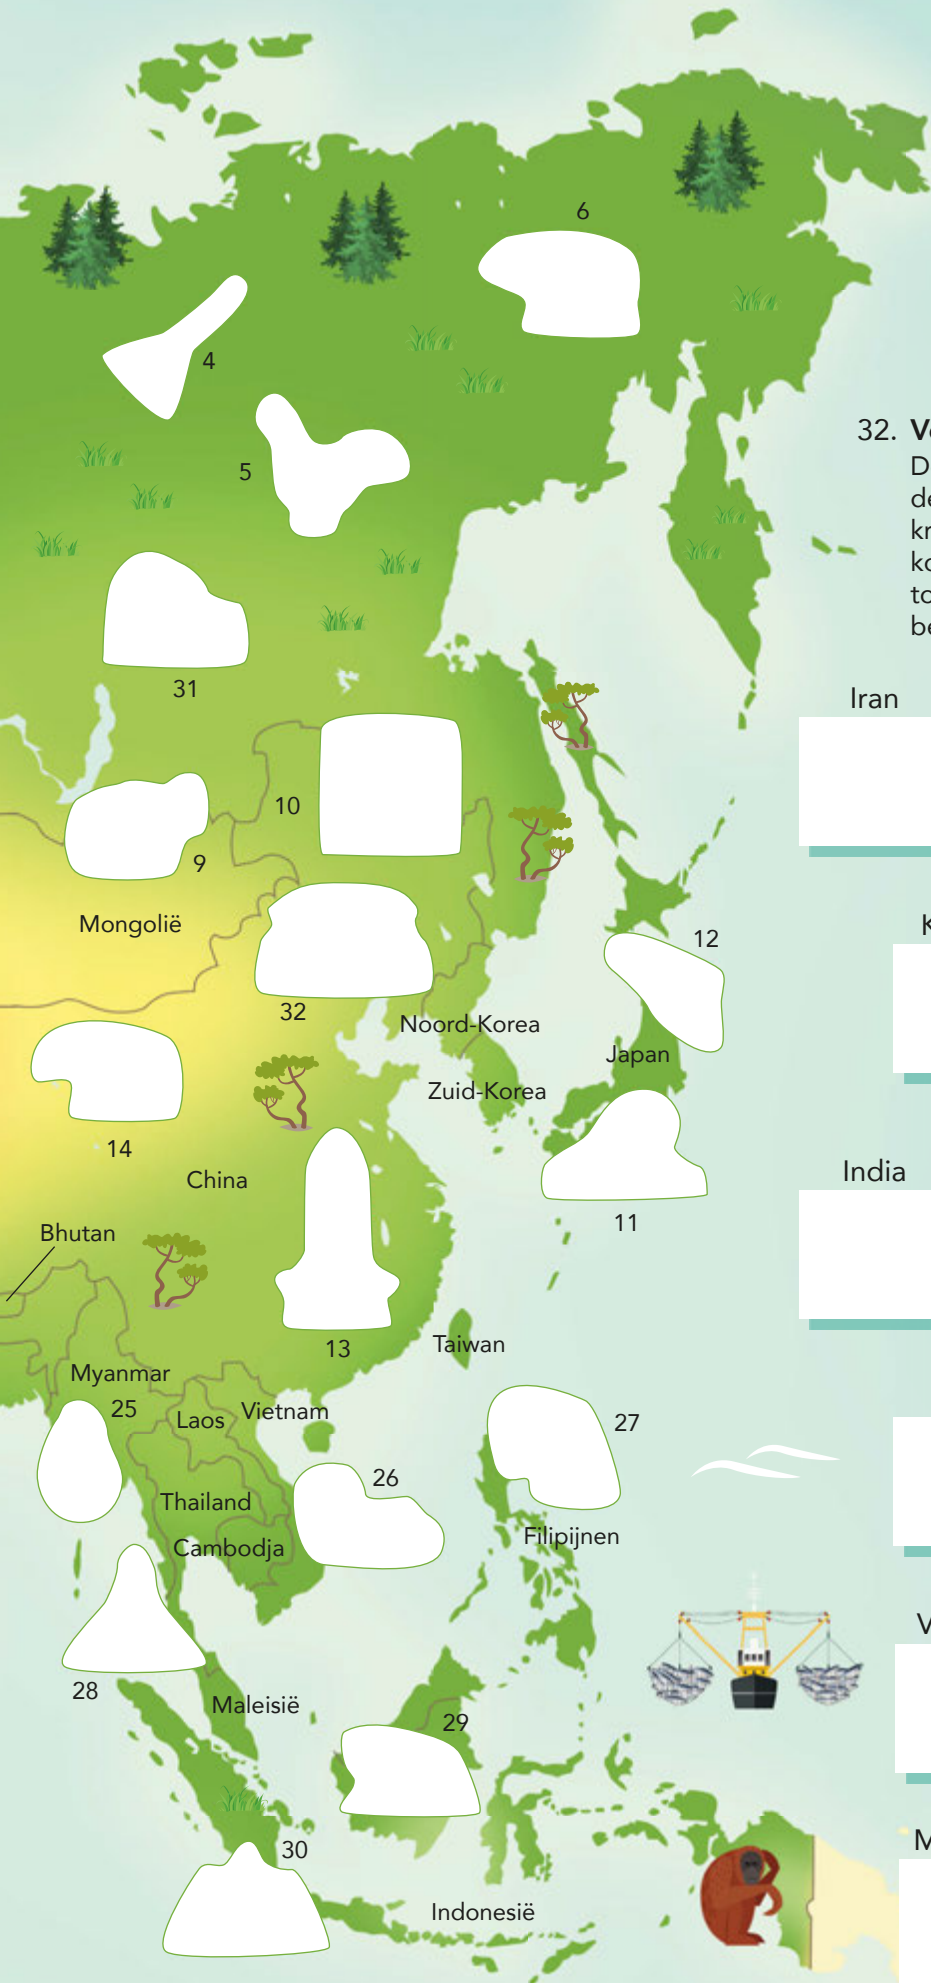 6
4
5
32.
31
Iran
10
9
Mongolië
12
32
Noord-Korea
Japan
Zuid-Korea
14
China
India
11
Bhutan
13
Taiwan
Myanmar
25
Laos
Vietnam
27
26
Thailand
Filipijnen
Cambodja
28
Maleisië
29
30
Indonesië